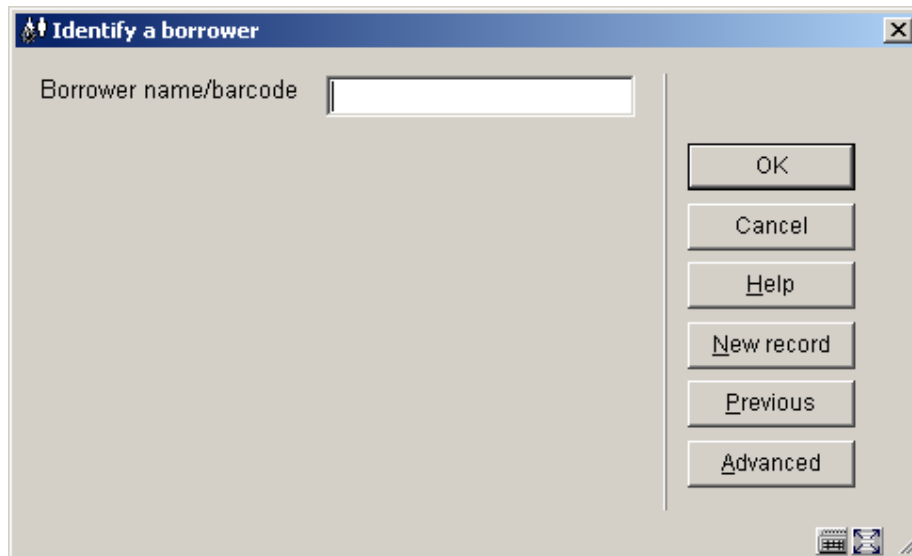 Identify a borrower
Borrower name/barcode
OK
Cancel
Help
New record
Previous
Advanced